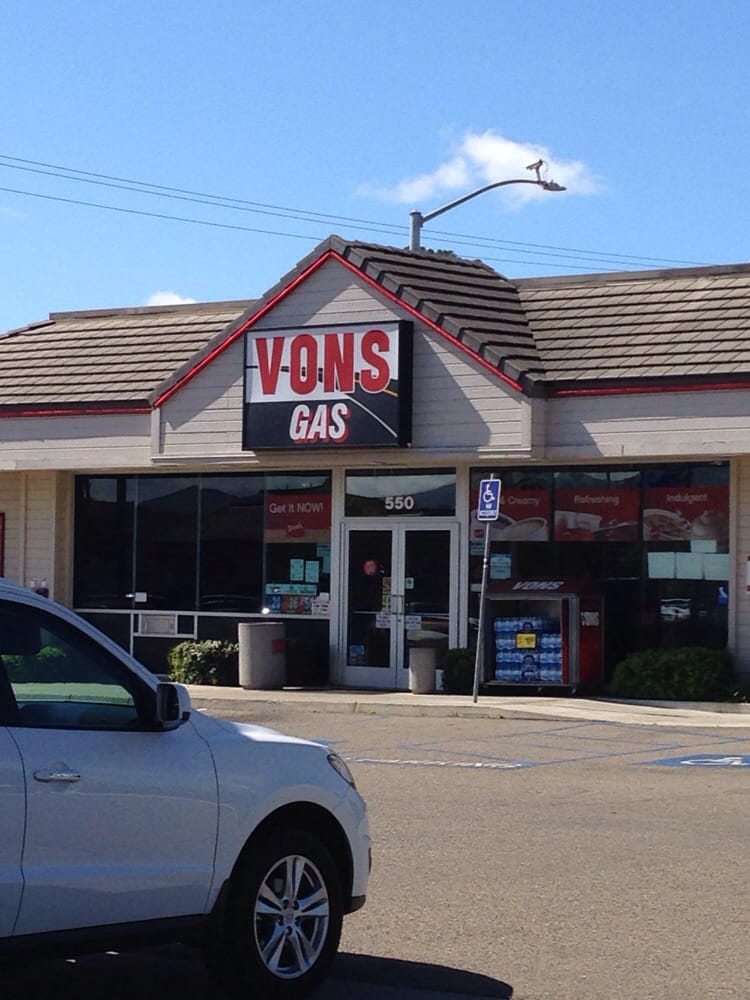 VONS
GAS
550
Get it NOW!
& Creamy
Refreshing
Indulgent
VONS